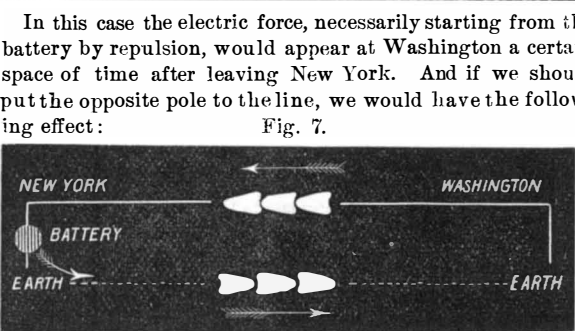 In this case the electric force, necessarily starting from t
battery by repulsion, would appear at Washington a certa
space of time after leaving New York. And if we shou
put the opposite pole to the line, we would have the follow
ing effect:
Fig. 7.
NEW YORK
WASHINGTON
BATTERY
EARTH
EARTH